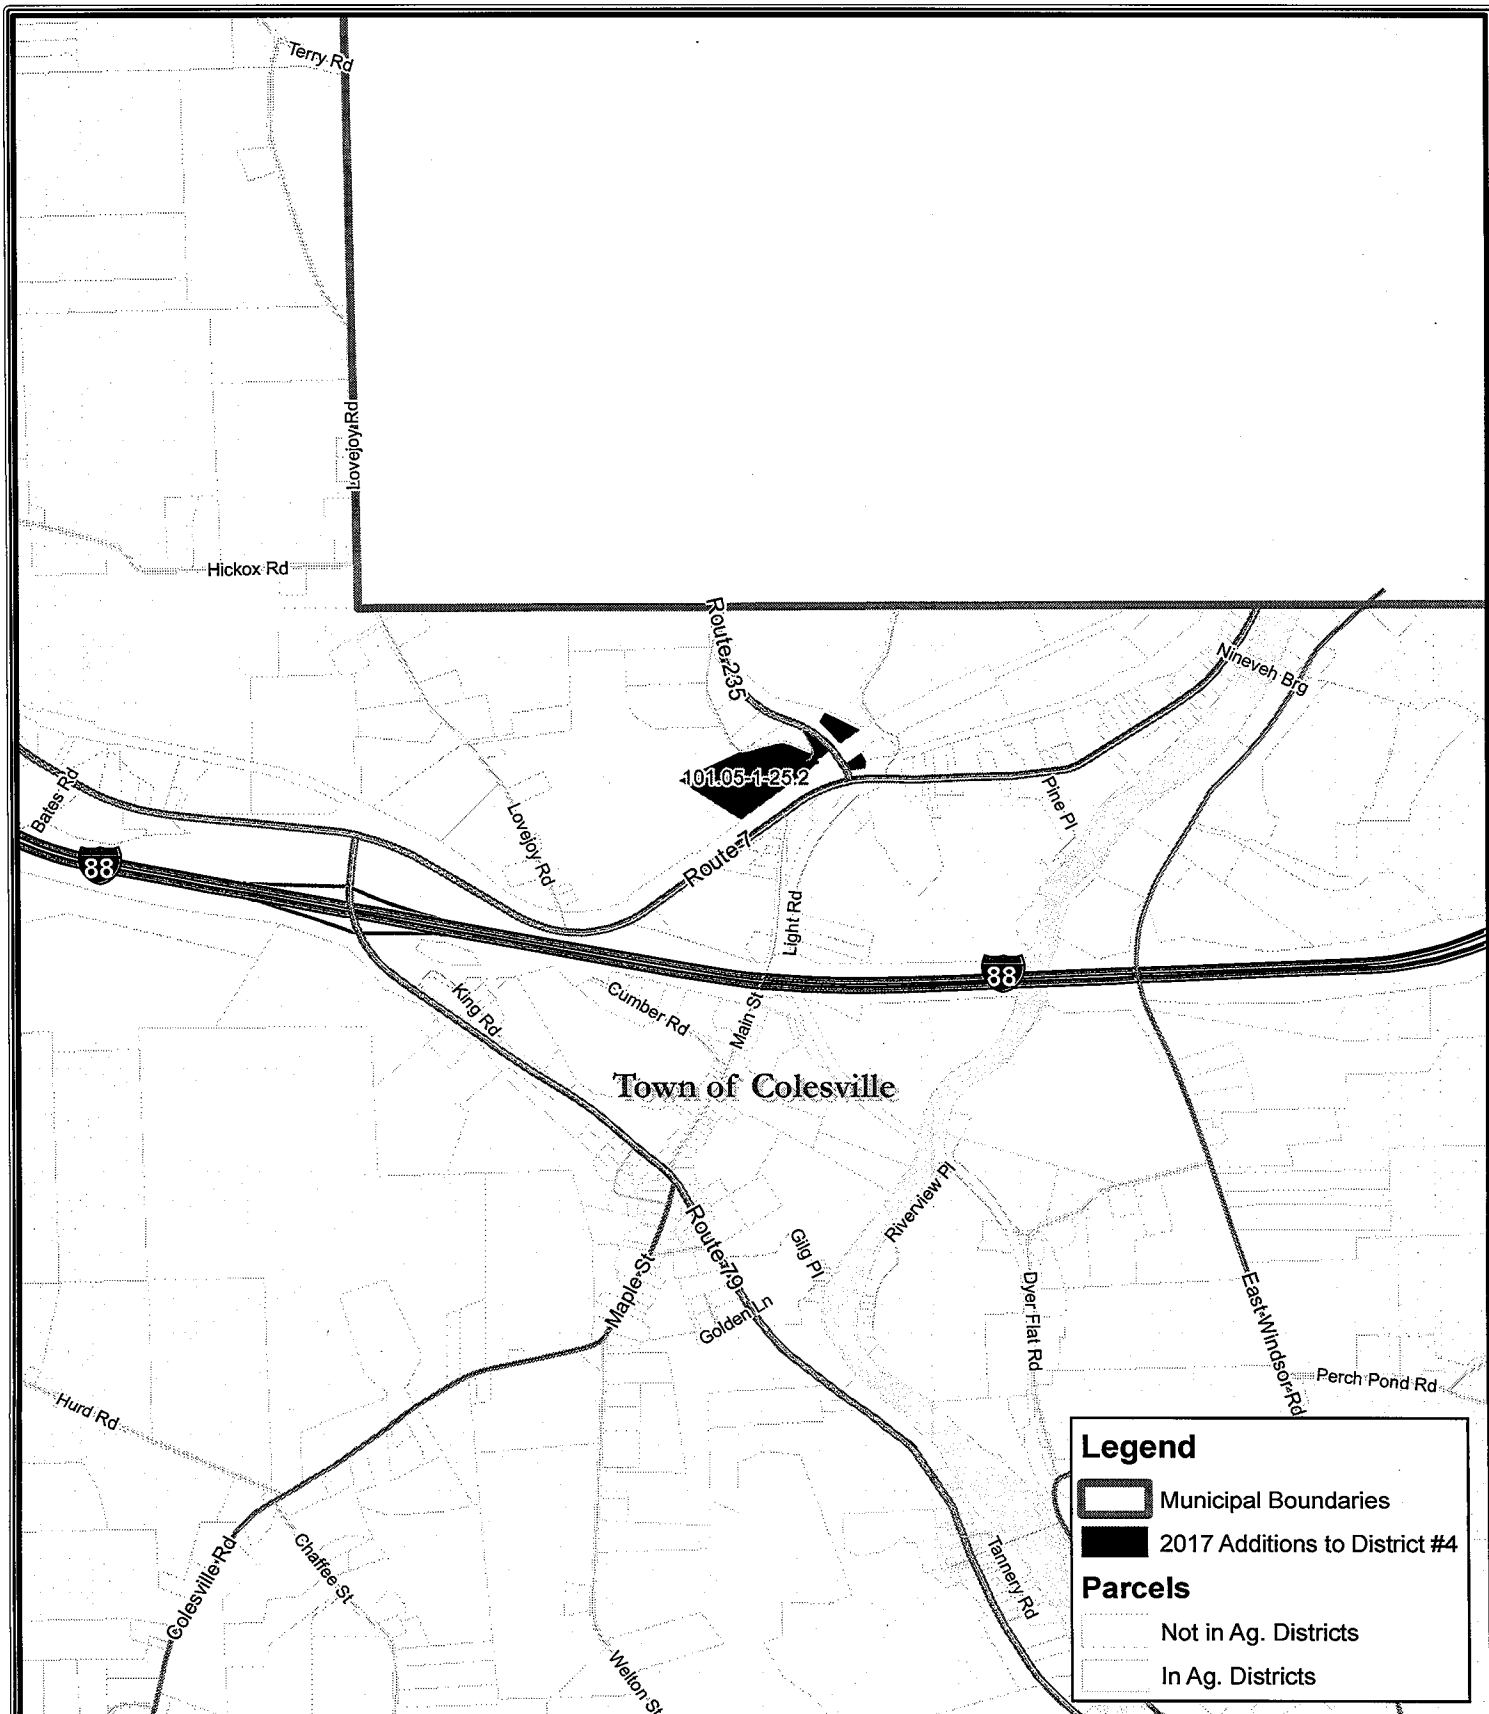 Terry Rd
Lovejoy Rd
Hickox Rd
Route 235
Nineveh Brg
101.05-1-25.2
Bates Rd
Pine Pl
Lovejoy Rd
Route 7
88
Light Rd
88
King Rd
Cumber Rd
Main St
Town of Colesville
Riverview Pl
Route 79
Gilg Pl
Maple St
Golden Ln
Dyer Flat Rd
East Windsor Rd
Perch Pond Rd
Hurd Rd
Colesville Rd
Chaffee St
Tannery Rd
Welton St
Legend
Municipal Boundaries
2017 Additions to District #4
Parcels
Not in Ag. Districts
In Ag. Districts